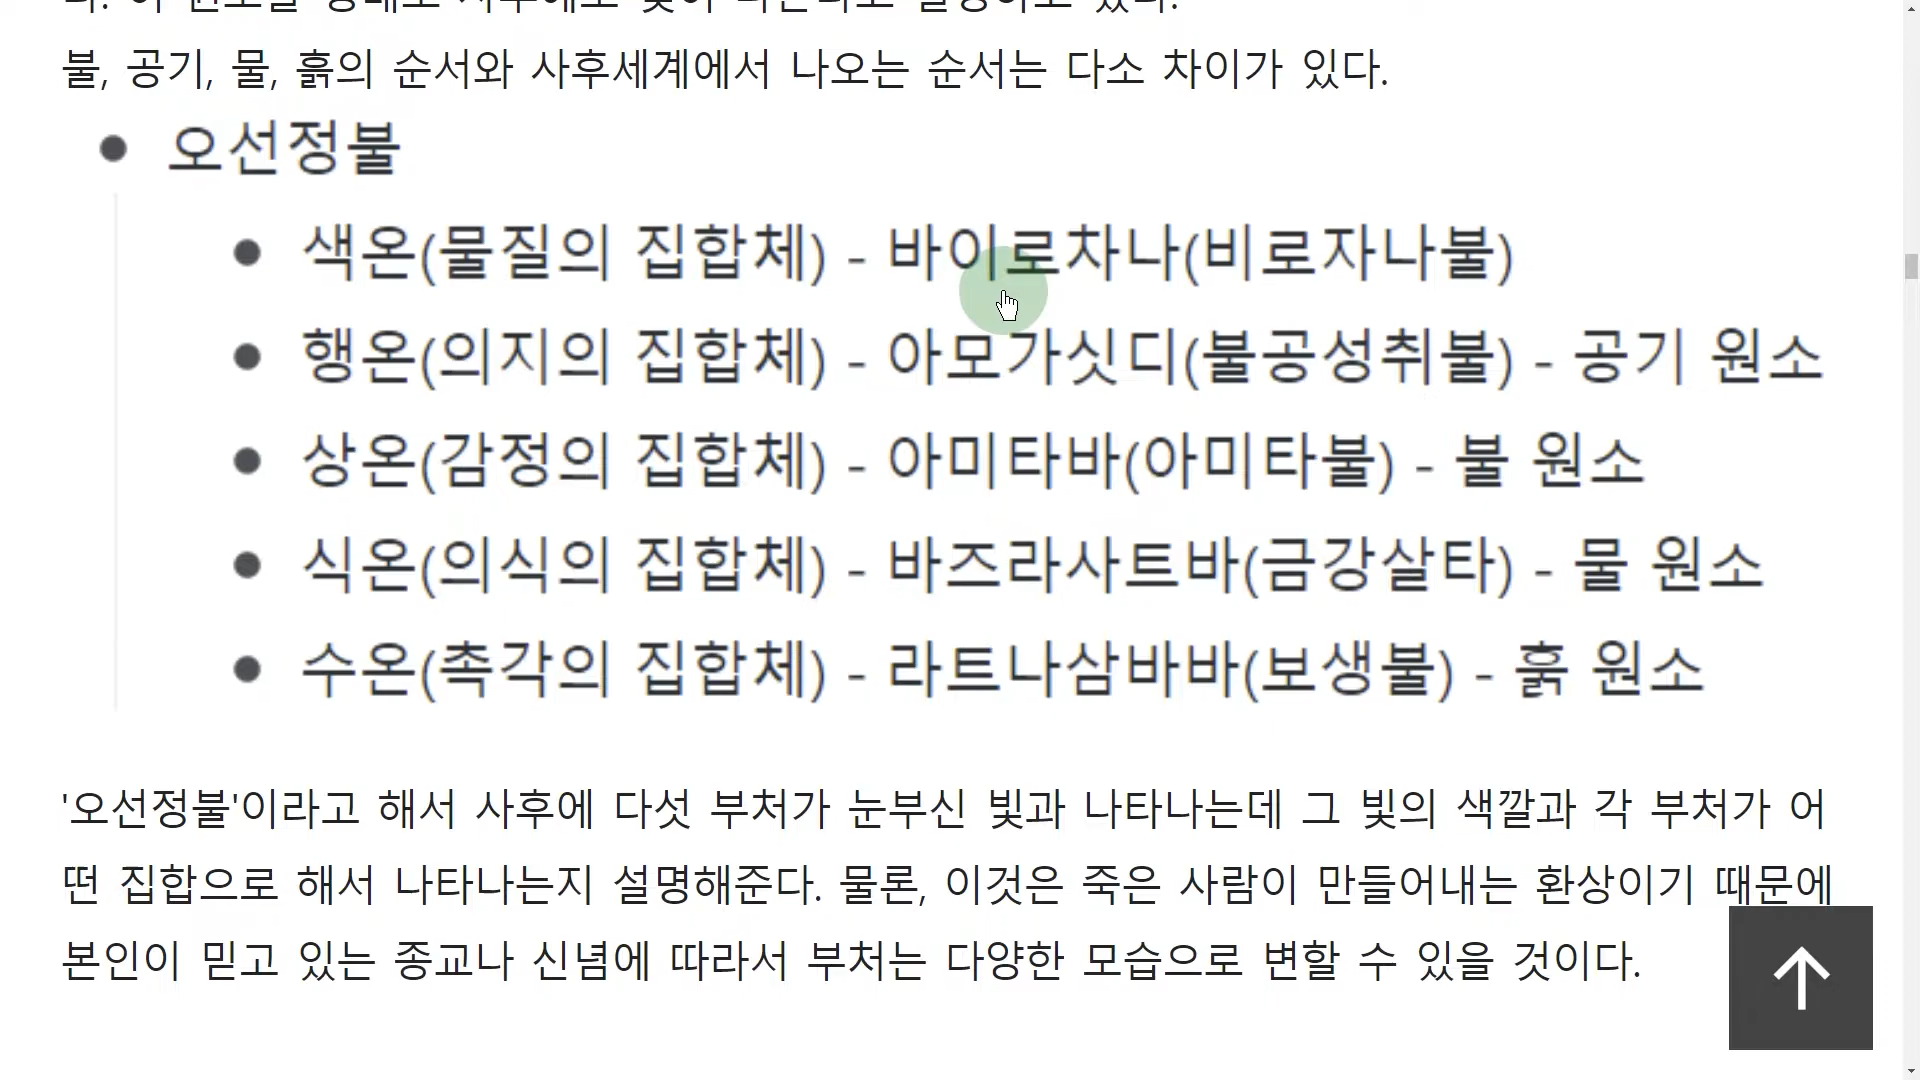 불, 공기, 물, 흙의 순서와 사후세계에서 나오는 순서는 다소 차이가 있다.
오선정불
색온(물질의 집합체) - 바이로차나(비로자나불)
행온(의지의 집합체) - 아모가싯디(불공성취불) - 공기 원소
상온(감정의 집합체) - 아미타바(아미타불) - 불 원소
식온(의식의 집합체) - 바즈라사트바(금강살타) - 물 원소
수온(촉각의 집합체) - 라트나삼바바(보생불) - 흙 원소
'오선정불'이라고 해서 사후에 다섯 부처가 눈부신 빛과 나타나는데 그 빛의 색깔과 각 부처가 어
떤 집합으로 해서 나타나는지 설명해준다. 물론, 이것은 죽은 사람이 만들어내는 환상이기 때문에
본인이 믿고 있는 종교나 신념에 따라서 부처는 다양한 모습으로 변할 수 있을 것이다.